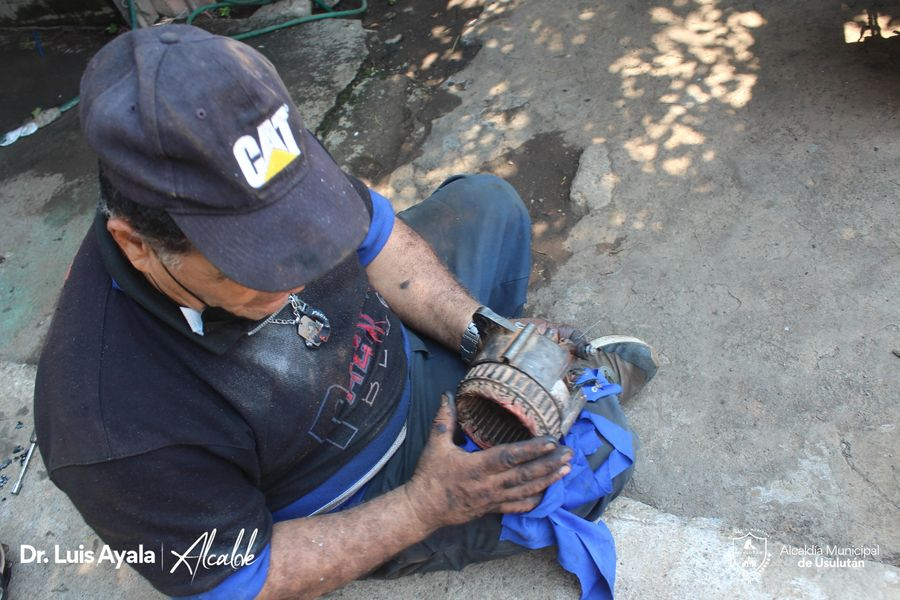 CAT
Dr. Luis Ayala
Alcalde
Alcaldía Municipal
de Usulután